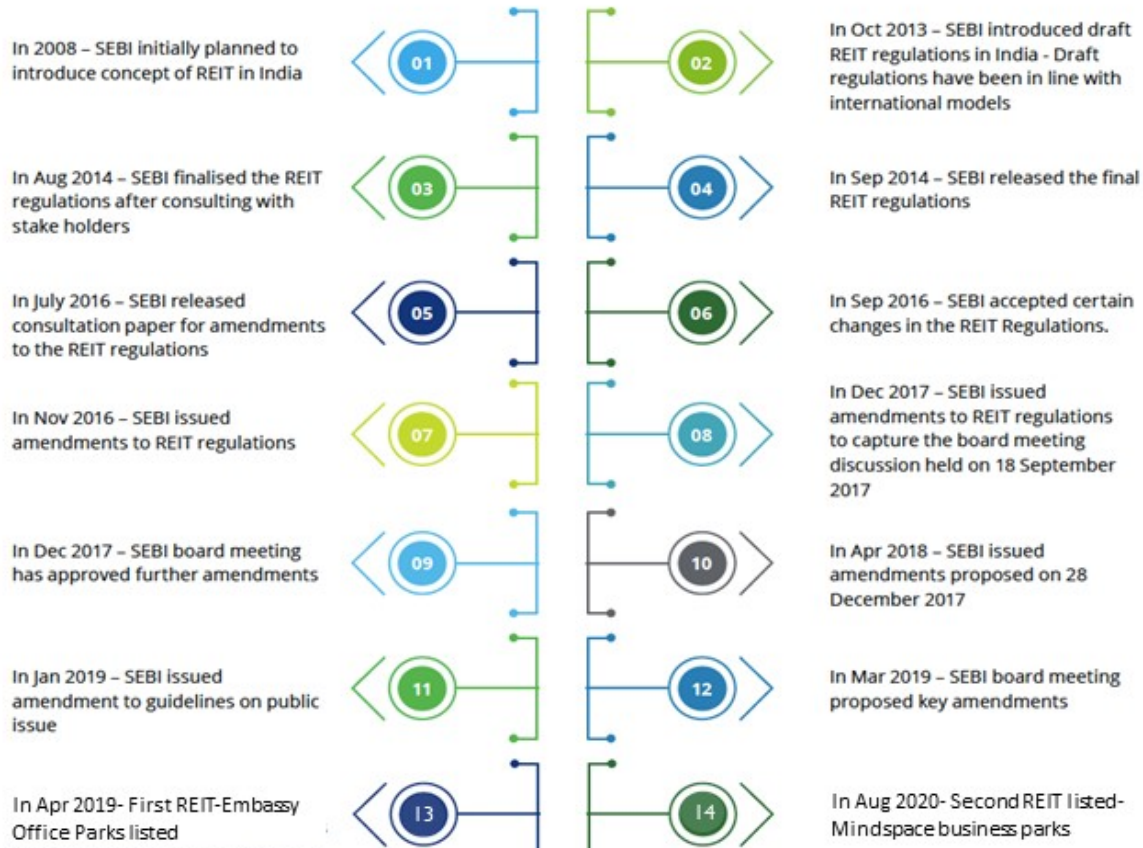 In 2008 – SEBI initially planned to
introduce concept of REIT in India
01
02
In Oct 2013 – SEBI introduced draft
REIT regulations in India - Draft
regulations have been in line with
international models
In Aug 2014 – SEBI finalised the REIT
regulations after consulting with
stake holders
03
04
In Sep 2014 – SEBI released the final
REIT regulations
In July 2016 – SEBI released
consultation paper for amendments
to the REIT regulations
05
06
In Sep 2016 – SEBI accepted certain
changes in the REIT Regulations.
In Nov 2016 – SEBI issued
amendments to REIT regulations
07
08
In Dec 2017 – SEBI issued
amendments to REIT regulations
to capture the board meeting
discussion held on 18 September
2017
In Dec 2017 – SEBI board meeting
has approved further amendments
09
10
In Apr 2018 – SEBI issued
amendments proposed on 28
December 2017
In Jan 2019 – SEBI issued
amendment to guidelines on public
issue
11
12
In Mar 2019 – SEBI board meeting
proposed key amendments
In Apr 2019- First REIT-Embassy
Office Parks listed
13
14
In Aug 2020- Second REIT listed-
Mindspace business parks